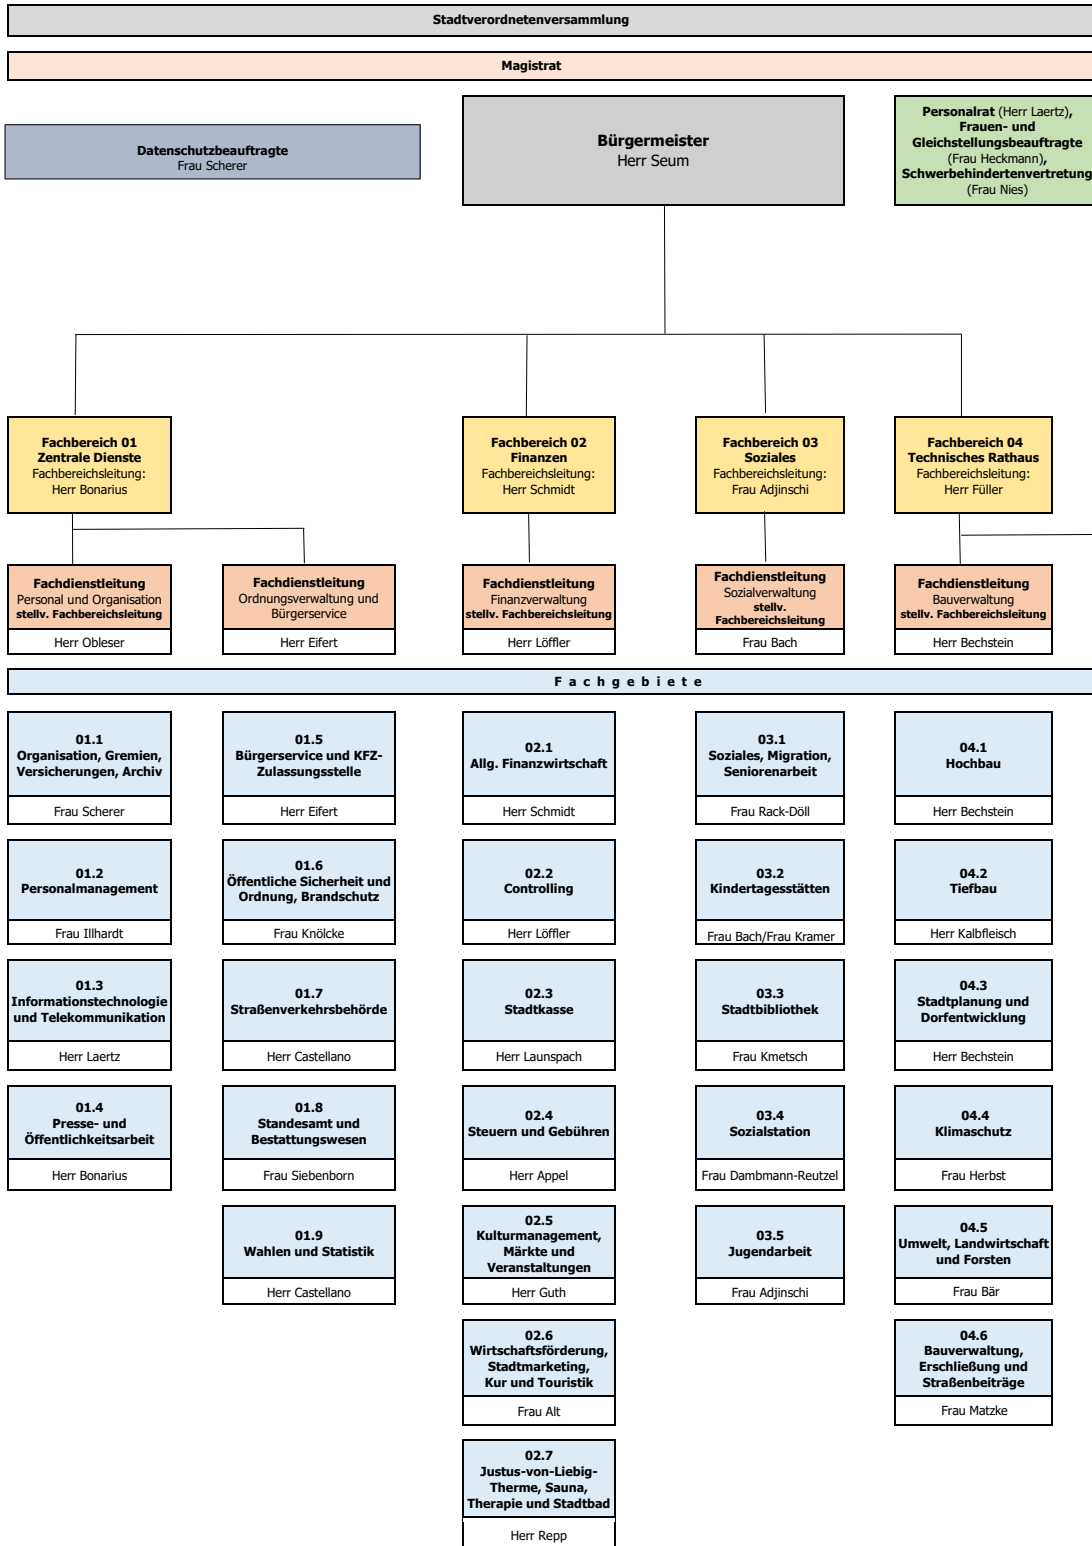 Stadtverordnetenversammlung
Magistrat
Datenschutzbeauftragte
Frau Scherer
Bürgermeister
Herr Seum
Personalrat (Herr Laertz),
Frauen- und
Gleichstellungsbeauftragte
(Frau Heckmann),
Schwerbehindertenvertretung
(Frau Nies)
Fachbereich 01
Zentrale Dienste
Fachbereichsleitung:
Herr Bonarius
Fachbereich 02
Finanzen
Fachbereichsleitung:
Herr Schmidt
Fachbereich 03
Soziales
Fachbereichsleitung:
Frau Adjinschi
Fachbereich 04
Technisches Rathaus
Fachbereichsleitung:
Herr Füller
Fachdienstleitung
Personal und Organisation
stellv. Fachbereichsleitung
Herr Obleser
Fachdienstleitung
Ordnungsverwaltung und
Bürgerservice
Herr Eifert
Fachdienstleitung
Finanzverwaltung
stellv. Fachbereichsleitung
Herr Löffler
Fachdienstleitung
Sozialverwaltung
stellv.
Fachbereichsleitung
Frau Bach
Fachdienstleitung
Bauverwaltung
stellv. Fachbereichsleitung
Herr Bechstein
Fachgebiete
01.1
Organisation, Gremien,
Versicherungen, Archiv
Frau Scherer
01.5
Bürgerservice und KFZ-
Zulassungsstelle
Herr Eifert
02.1
Allg. Finanzwirtschaft
Herr Schmidt
03.1
Soziales, Migration,
Seniorenarbeit
Frau Rack-Döll
04.1
Hochbau
Herr Bechstein
01.2
Personalmanagement
Frau Illhardt
01.6
Öffentliche Sicherheit und
Ordnung, Brandschutz
Frau Knölcke
02.2
Controlling
Herr Löffler
03.2
Kindertagesstätten
Frau Bach/Frau Kramer
04.2
Tiefbau
Herr Kalbfleisch
01.3
Informationstechnologie
und Telekommunikation
Herr Laertz
01.7
Straßenverkehrsbehörde
Herr Castellano
02.3
Stadtkasse
Herr Launspach
03.3
Stadtbibliothek
Frau Kmetsch
04.3
Stadtplanung und
Dorfentwicklung
Herr Bechstein
01.4
Presse- und
Öffentlichkeitsarbeit
Herr Bonarius
01.8
Standesamt und
Bestattungswesen
Frau Siebenborn
02.4
Steuern und Gebühren
Herr Appel
03.4
Sozialstation
Frau Dambmann-Reutzel
04.4
Klimaschutz
Frau Herbst
01.9
Wahlen und Statistik
Herr Castellano
02.5
Kulturmanagement,
Märkte und
Veranstaltungen
Herr Guth
03.5
Jugendarbeit
Frau Adjinschi
04.5
Umwelt, Landwirtschaft
und Forsten
Frau Bär
02.6
Wirtschaftsförderung,
Stadtmarketing,
Kur und Touristik
Frau Alt
04.6
Bauverwaltung,
Erschließung und
Straßenbeiträge
Frau Matzke
02.7
Justus-von-Liebig-
Therme, Sauna,
Therapie und Stadtbad
Herr Repp